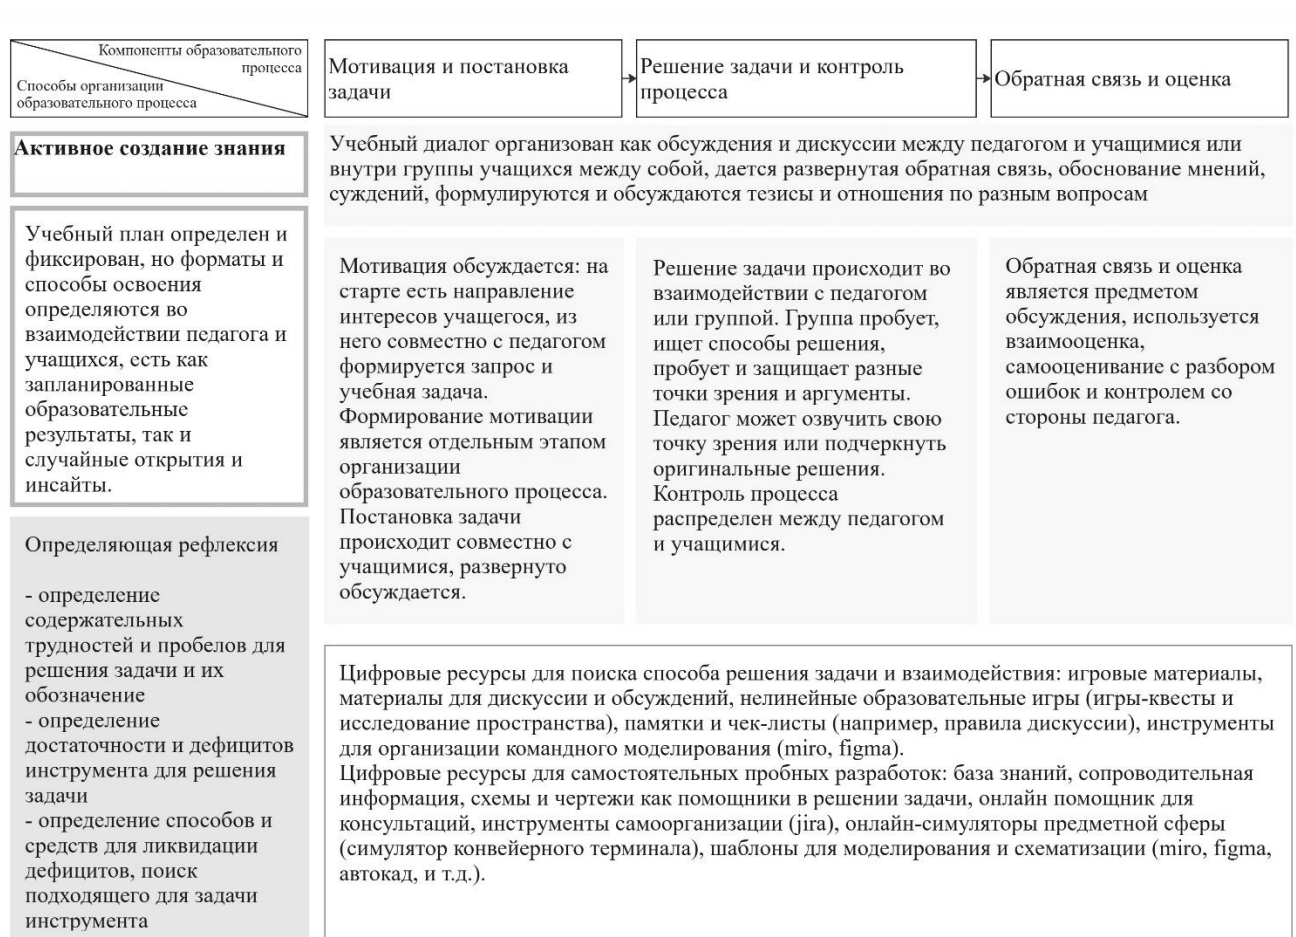 Компоненты образовательного
процесса
Способы организации
образовательного процесса
Мотивация и постановка
задачи
Решение задачи и контроль
процесса
Обратная связь и оценка
Активное создание знания
Учебный диалог организован как обсуждения и дискуссии между педагогом и учащимися или
внутри группы учащихся между собой, дается развернутая обратная связь, обоснование мнений,
суждений, формулируются и обсуждаются тезисы и отношения по разным вопросам
Учебный план определен и
фиксирован, но форматы и
способы освоения
определяются во
взаимодействии педагога и
учащихся, есть как
запланированные
образовательные
результаты, так и
случайные открытия и
инсайты.
Мотивация обсуждается: на
старте есть направление
интересов учащегося, из
него совместно с педагогом
формируется запрос и
учебная задача.
Формирование мотивации
является отдельным этапом
организации
образовательного процесса.
Постановка задачи
происходит совместно с
учащимися, развернуто
обсуждается.
Решение задачи происходит во
взаимодействии с педагогом
или группой. Группа пробует,
ищет способы решения,
пробует и защищает разные
точки зрения и аргументы.
Педагог может озвучить свою
точку зрения или подчеркнуть
оригинальные решения.
Контроль процесса
распределен между педагогом
и учащимися.
Обратная связь и оценка
является предметом
обсуждения, используется
взаимооценка,
самооценивание с разбором
ошибок и контролем со
стороны педагога.
Определяющая рефлексия
- определение
содержательных
трудностей и пробелов для
решения задачи и их
обозначение
- определение
достаточности и дефицитов
инструмента для решения
задачи
- определение способов и
средств для ликвидации
дефицитов, поиск
подходящего для задачи
инструмента
Цифровые ресурсы для поиска способа решения задачи и взаимодействия: игровые материалы,
материалы для дискуссии и обсуждений, нелинейные образовательные игры (игры-квесты и
исследование пространства), памятки и чек-листы (например, правила дискуссии), инструменты
для организации командного моделирования (miro, figma).
Цифровые ресурсы для самостоятельных пробных разработок: база знаний, сопроводительная
информация, схемы и чертежи как помощники в решении задачи, онлайн помощник для
консультаций, инструменты самоорганизации (jira), онлайн-симуляторы предметной сферы
(симулятор конвейерного терминала), шаблоны для моделирования и схематизации (miro, figma,
автокад, и т.д.).